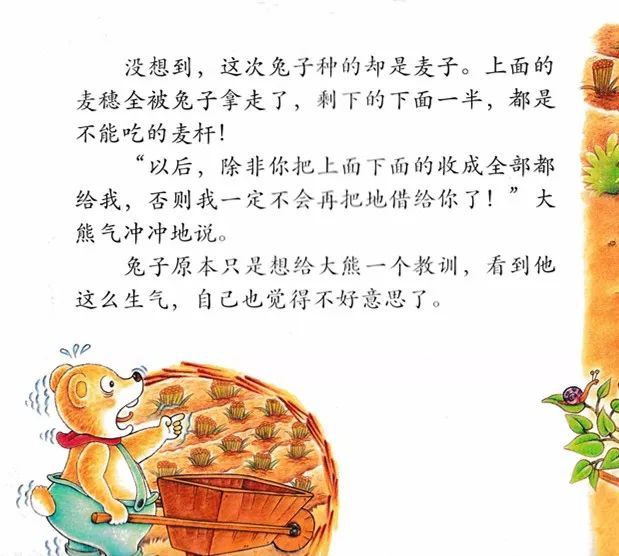 没想到，这次兔子种的却是麦子。上面的
麦穗全被兔子拿走了，剩下的下面一半，都是
不能吃的麦杆！
“以后，除非你把上面下面的收成全部都
给我，否则我一定不会再把地借给你了！”大
熊气冲冲地说。
兔子原本只是想给大熊一个教训，看到他
这么生气，自己也觉得不好意思了。